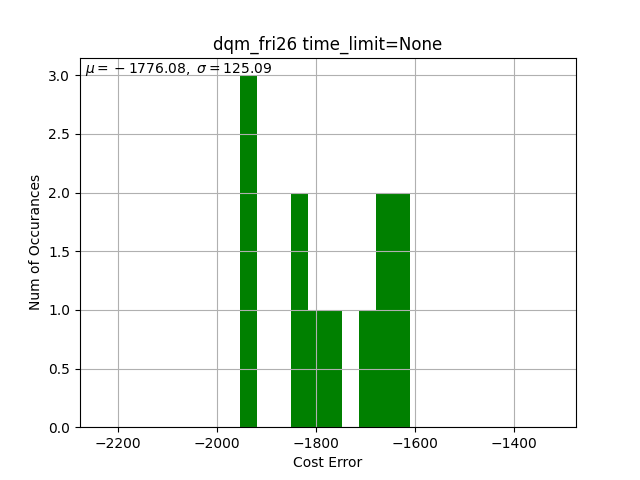 dqm_fri26 time_limit=None
μ = −1776.08, σ = 125.09
3.0
2.5
2.0
1.5
1.0
0.5
0.0
Num of Occurances
−2200 −2000 −1800 −1600 −1400
Cost Error